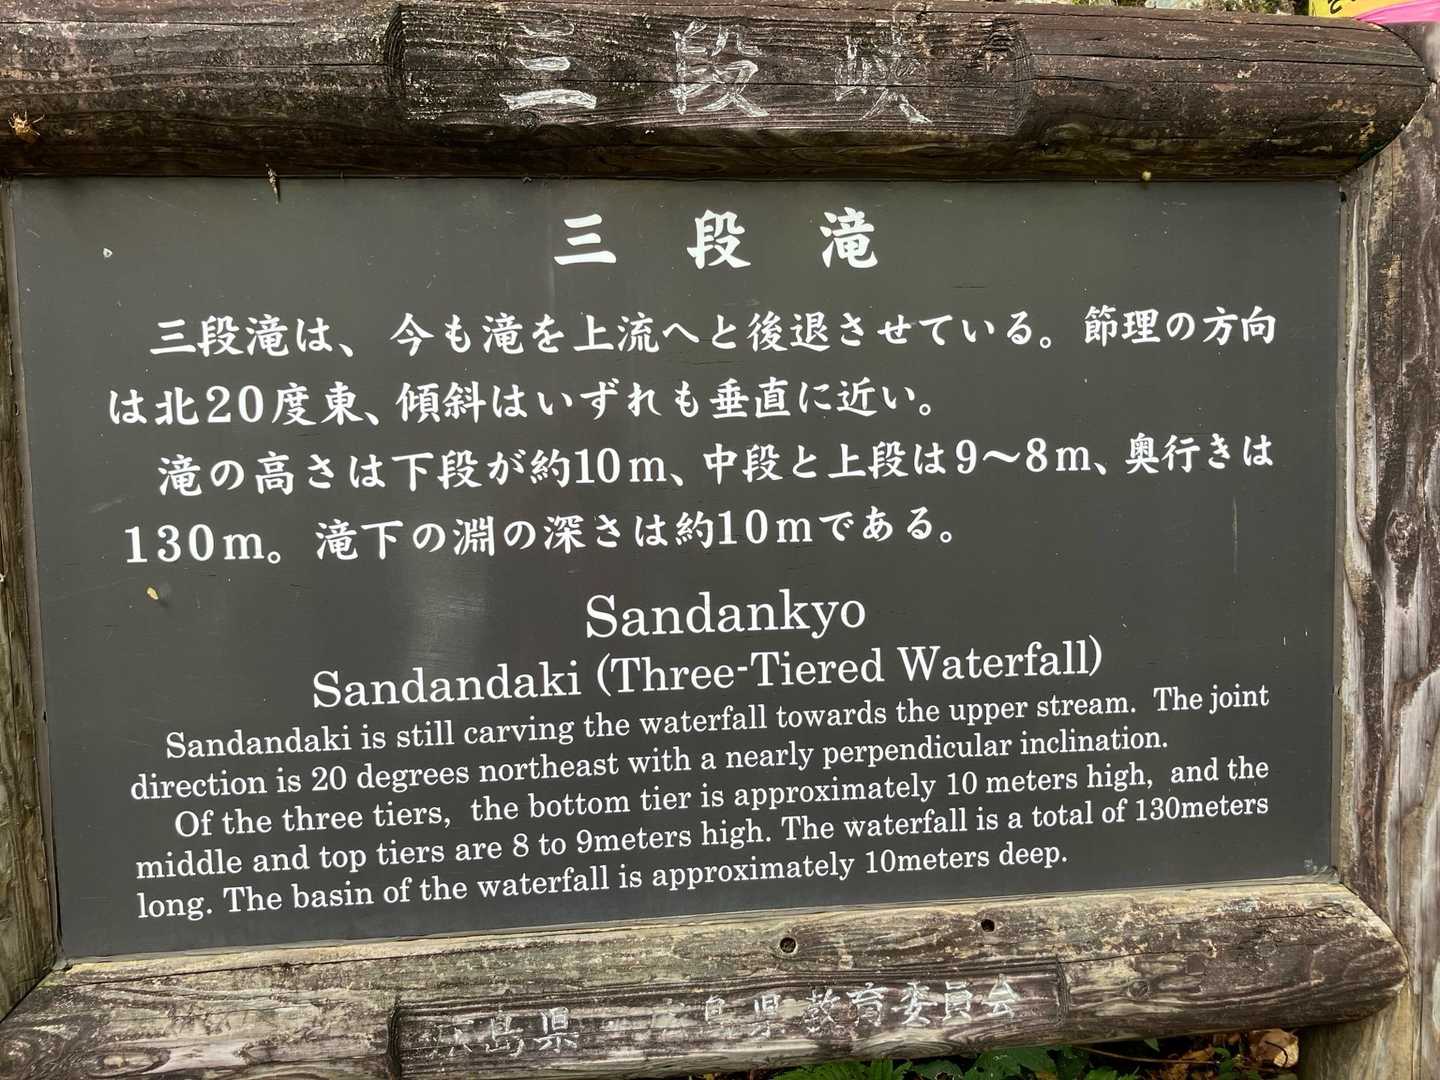 三段峡
三段滝
三段滝は、今も滝を上流へと後退させている。節理の方向
は北20度東、傾斜はいずれも垂直に近い。
滝の高さは下段が約10m、中段と上段は9〜8m、奥行きは
130m。滝下の淵の深さは約10mである。
Sandankyo
Sandandaki (Three-Tiered Waterfall)
Sandandaki is still carving the waterfall towards the upper stream. The joint
direction is 20 degrees northeast with a nearly perpendicular inclination.
Of the three tiers, the bottom tier is approximately 10 meters high, and the
middle and top tiers are 8 to 9meters high. The waterfall is a total of 130meters
long. The basin of the waterfall is approximately 10meters deep.
島県 島県教育委員会